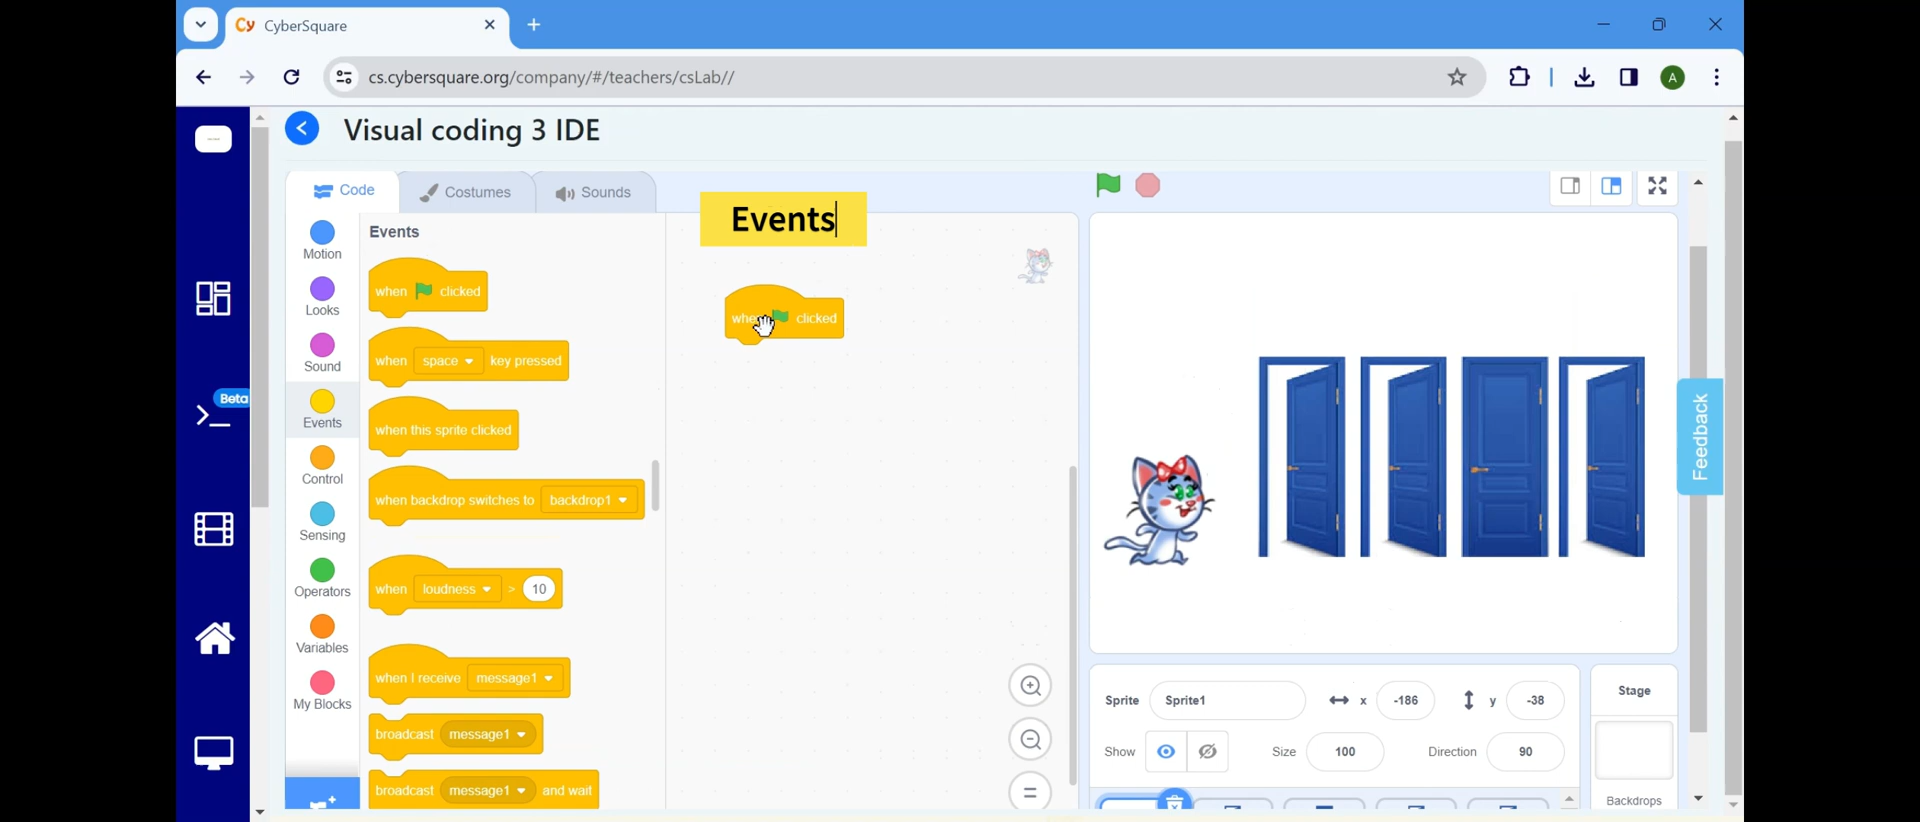 CyberSquare
cs.cybersquare.org/company/#/teachers/csLab//
A
Visual coding 3 IDE
Code
Costumes
Sounds
Events
Beta
Motion
Looks
Sound
Events
Control
Sensing
Operators
Variables
My Blocks
Events
when clicked
when space key pressed
when this sprite clicked
when backdrop switches to backdrop1
when loudness > 10
when I receive message1
broadcast message1
broadcast message1 and wait
when clicked
Feedback
Sprite Sprite1 x -186 y -38
Show Size 100 Direction 90
Stage
Backdrops